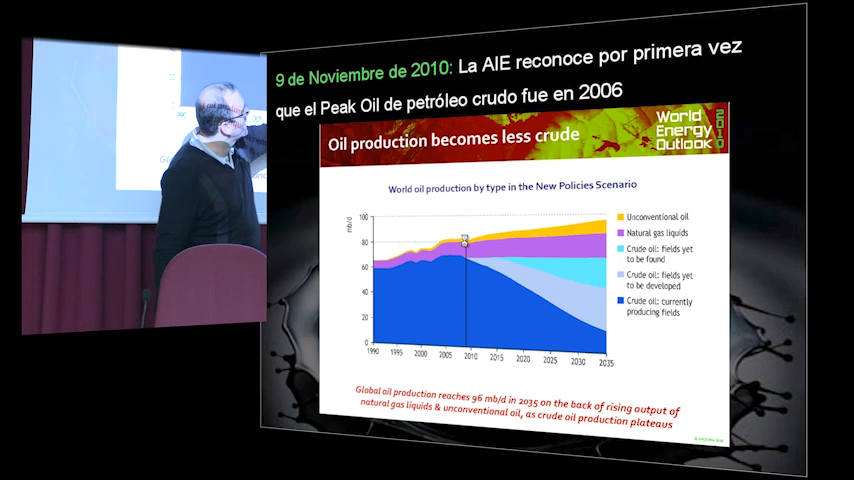 9 de Noviembre de 2010: La AIE reconoce por primera vez
que el Peak Oil de petróleo crudo fue en 2006
Oil production becomes less crude
World
Energy
Outlook
2010
World oil production by type in the New Policies Scenario
mb/d
100
80
60
40
20
0
1990 1995 2000 2005 2010 2015 2020 2025 2030 2035
Unconventional oil
Natural gas liquids
Crude oil: fields yet
to be found
Crude oil: fields yet
to be developed
Crude oil: currently
producing fields
Global oil production reaches 96 mb/d in 2035 on the back of rising output of
natural gas liquids & unconventional oil, as crude oil production plateaus